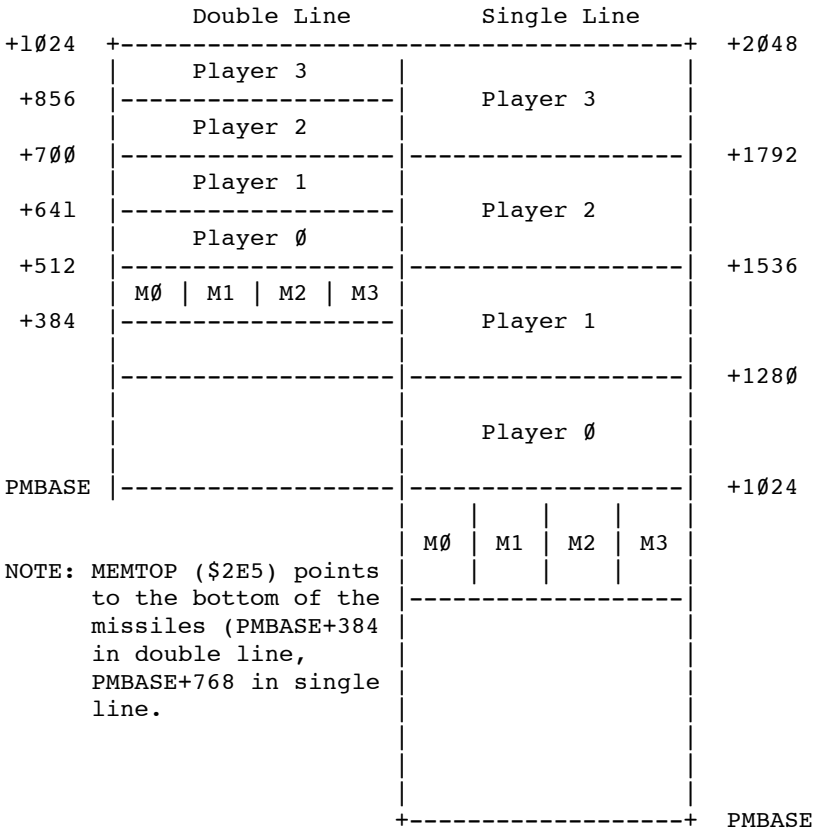 Double Line Single Line
+1Ø24 +---------------------------------------+ +2Ø48
| Player 3 | |
+856 |-------------------| Player 3 |
| Player 2 | |
+7ØØ |-------------------|-------------------| +1792
| Player 1 | |
+641 |-------------------| Player 2 |
| Player Ø | |
+512 |-------------------|-------------------| +1536
| MØ | M1 | M2 | M3 | |
+384 |-------------------| Player 1 |
| | |
|-------------------|-------------------| +128Ø
| | |
| | Player Ø |
| | |
PMBASE |-------------------|-------------------| +1Ø24
| | | | |
| MØ | M1 | M2 | M3 |
NOTE: MEMTOP ($2E5) points | | | | |
to the bottom of the |-------------------|
missiles (PMBASE+384 | |
in double line, | |
PMBASE+768 in single | |
line. | |
| |
| |
| |
+-------------------+ PMBASE